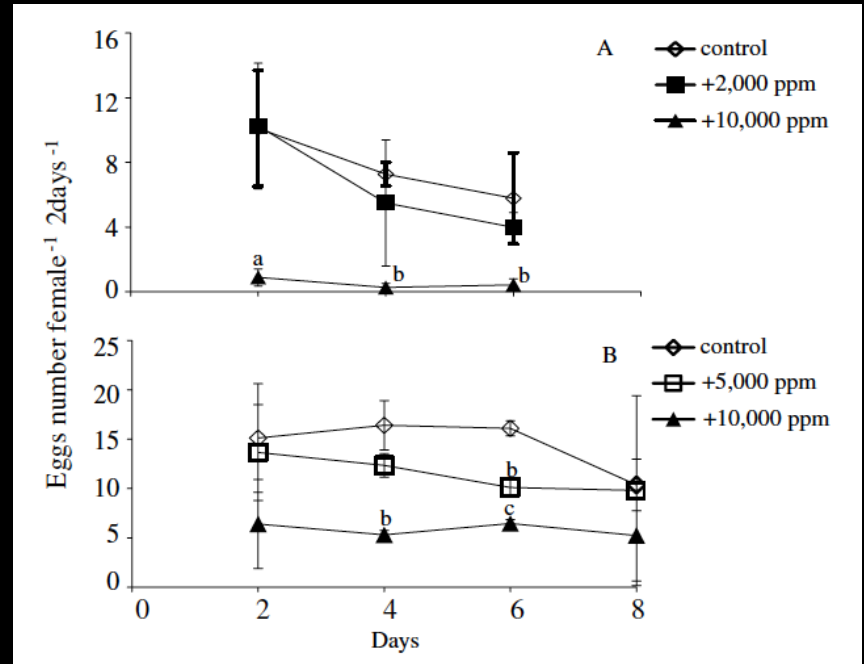 Eggs number female⁻¹ 2days⁻¹
A
control
+2,000 ppm
+10,000 ppm
16
12
8
4
0
a
b
b
B
control
+5,000 ppm
+10,000 ppm
25
20
15
10
5
0
b
b
c
0 2 4 6 8
Days